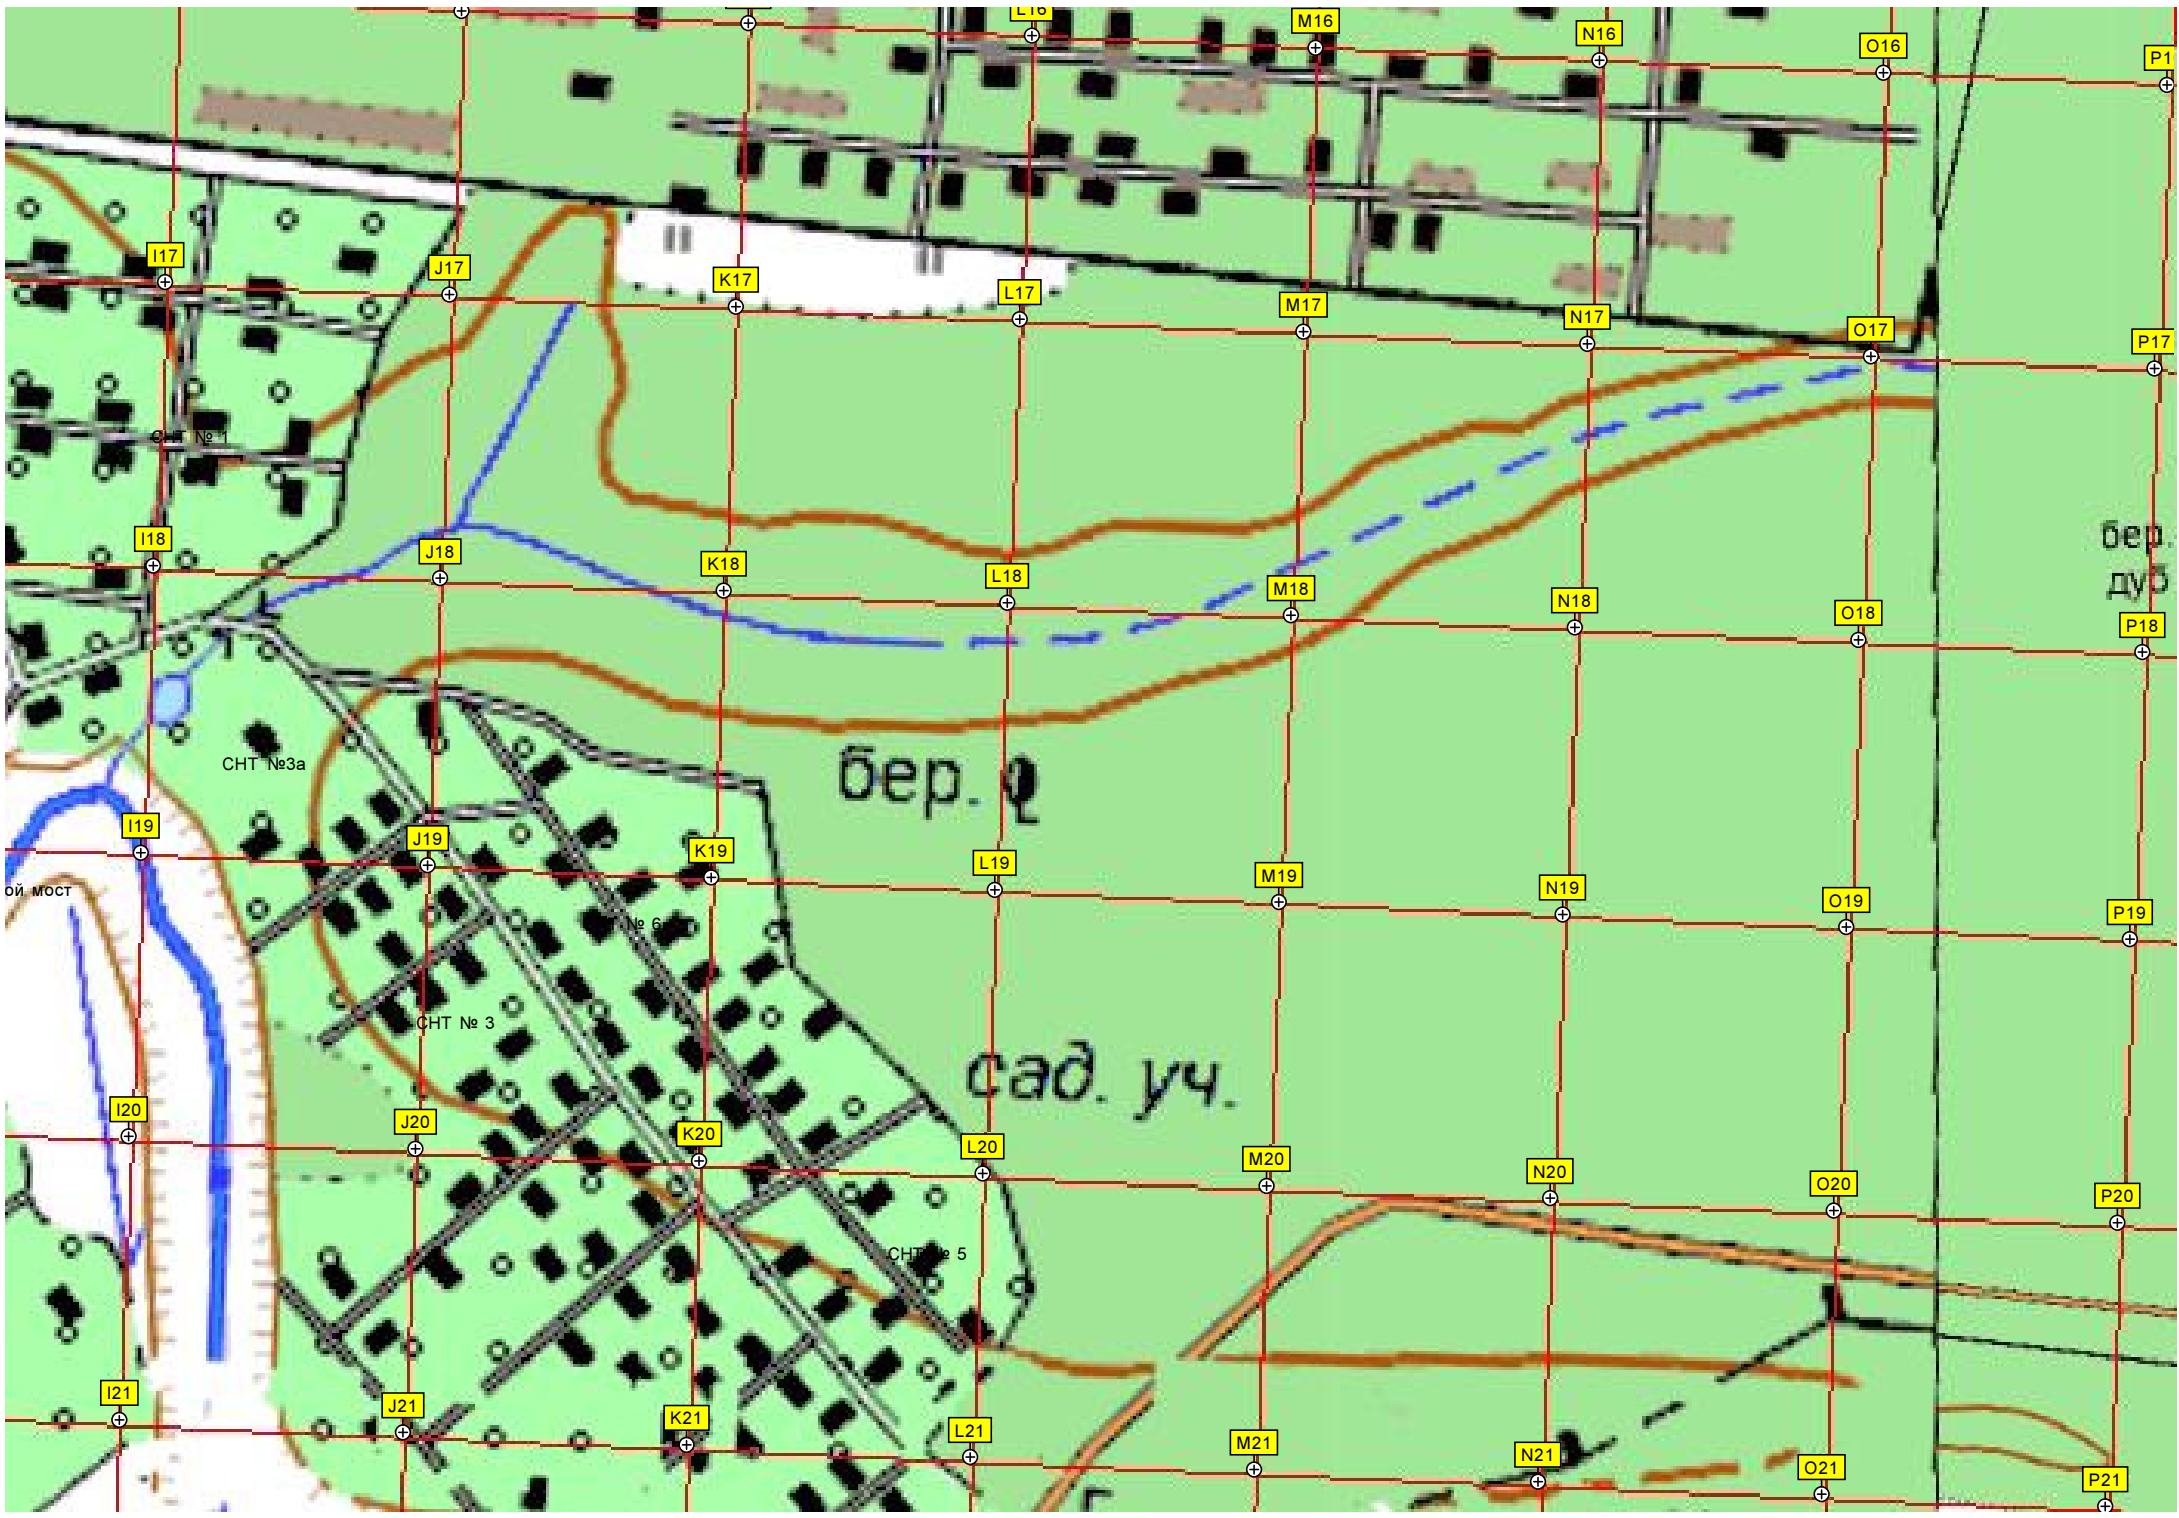 L16
M16
N16
O16
P1
I17
J17
K17
L17
M17
N17
O17
P17
СНТ № 1
I18
J18
K18
L18
M18
N18
O18
P18
бер.
дуб
СНТ №3а
бер.
I19
J19
K19
L19
M19
N19
O19
P19
ой мост
№ 6
СНТ № 3
сад. уч.
I20
J20
K20
L20
M20
N20
O20
P20
СНТ № 5
I21
J21
K21
L21
M21
N21
O21
P21